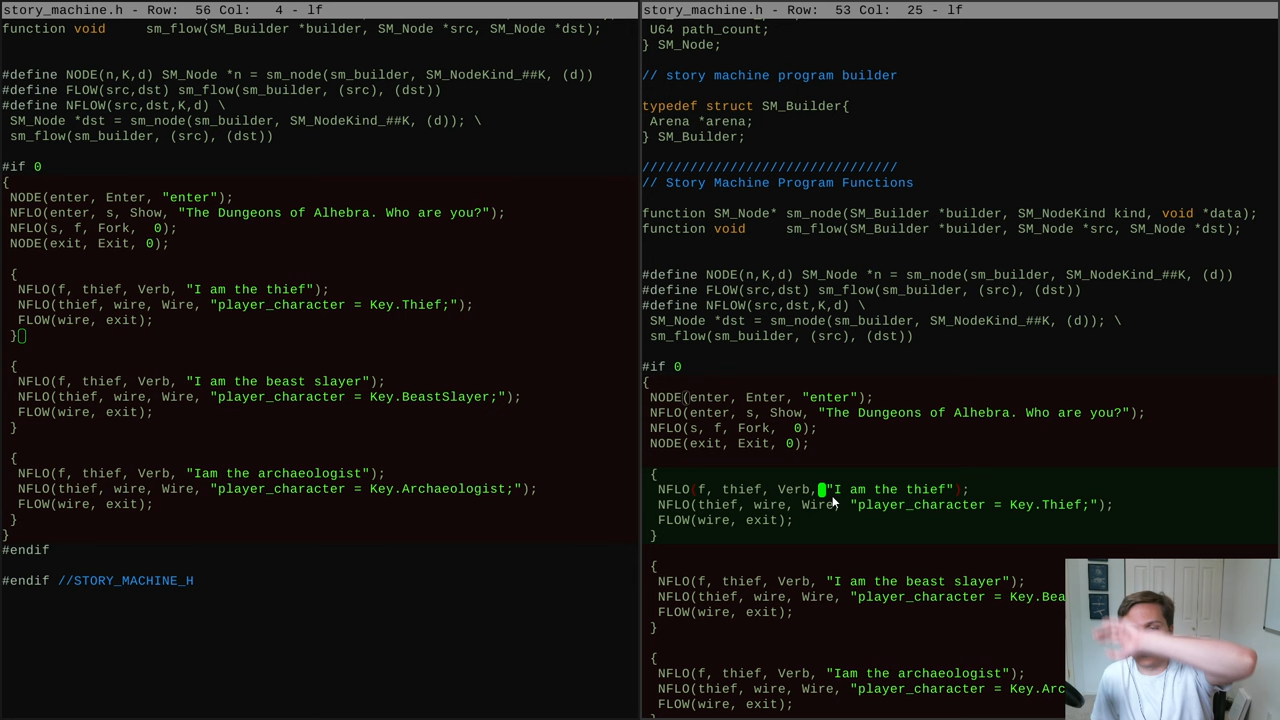 story_machine.h - Row:  56 Col:   4 - lf
function void     sm_flow(SM_Builder *builder, SM_Node *src, SM_Node *dst);
#define NODE(n,K,d) SM_Node *n = sm_node(sm_builder, SM_NodeKind_##K, (d))
#define FLOW(src,dst) sm_flow(sm_builder, (src), (dst))
#define NFLOW(src,dst,K,d) \
 SM_Node *dst = sm_node(sm_builder, SM_NodeKind_##K, (d)); \
 sm_flow(sm_builder, (src), (dst))
#if 0
{
 NODE(enter, Enter, "enter");
 NFLO(enter, s, Show, "The Dungeons of Alhebra. Who are you?");
 NFLO(s, f, Fork,  0);
 NODE(exit, Exit, 0);
 {
  NFLO(f, thief, Verb, "I am the thief");
  NFLO(thief, wire, Wire, "player_character = Key.Thief;");
  FLOW(wire, exit);
 }
 {
  NFLO(f, thief, Verb, "I am the beast slayer");
  NFLO(thief, wire, Wire, "player_character = Key.BeastSlayer;");
  FLOW(wire, exit);
 }
 {
  NFLO(f, thief, Verb, "Iam the archaeologist");
  NFLO(thief, wire, Wire, "player_character = Key.Archaeologist;");
  FLOW(wire, exit);
 }
}
#endif
#endif //STORY_MACHINE_H
story_machine.h - Row:  53 Col:  25 - lf
 U64 path_count;
} SM_Node;
// story machine program builder
typedef struct SM_Builder{
 Arena *arena;
} SM_Builder;
////////////////////////////////
// Story Machine Program Functions
function SM_Node* sm_node(SM_Builder *builder, SM_NodeKind kind, void *data);
function void     sm_flow(SM_Builder *builder, SM_Node *src, SM_Node *dst);
#define NODE(n,K,d) SM_Node *n = sm_node(sm_builder, SM_NodeKind_##K, (d))
#define FLOW(src,dst) sm_flow(sm_builder, (src), (dst))
#define NFLOW(src,dst,K,d) \
 SM_Node *dst = sm_node(sm_builder, SM_NodeKind_##K, (d)); \
 sm_flow(sm_builder, (src), (dst))
#if 0
{
 NODE(enter, Enter, "enter");
 NFLO(enter, s, Show, "The Dungeons of Alhebra. Who are you?");
 NFLO(s, f, Fork,  0);
 NODE(exit, Exit, 0);
 {
  NFLO(f, thief, Verb, "I am the thief");
  NFLO(thief, wire, Wire, "player_character = Key.Thief;");
  FLOW(wire, exit);
 }
 {
  NFLO(f, thief, Verb, "I am the beast slayer");
  NFLO(thief, wire, Wire, "player_character = Key.Bea
  FLOW(wire, exit);
 }
 {
  NFLO(f, thief, Verb, "Iam the archaeologist");
  NFLO(thief, wire, Wire, "player_character = Key.Arc
  FLOW(wire, exit);